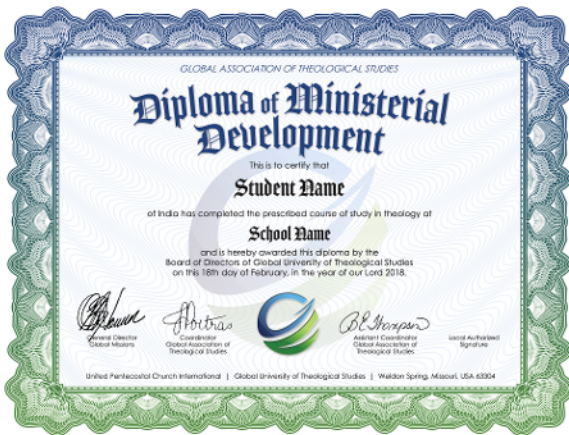 GLOBAL ASSOCIATION OF THEOLOGICAL STUDIES
Diploma of Ministerial
Development
This is to certify that
Student Name
of India has completed the prescribed course of study in theology at
School Name
and is hereby awarded this diploma by the
Board of Directors of Global University of Theological Studies
on this 18th day of February, in the year of our Lord 2018.
General Director
Global Missions
Coordinator
Global Association of
Theological Studies
Assistant Coordinator
Global Association of
Theological Studies
Local Authorized
Signature
United Pentecostal Church International | Global University of Theological Studies | Weldon Spring, Missouri, USA 63304